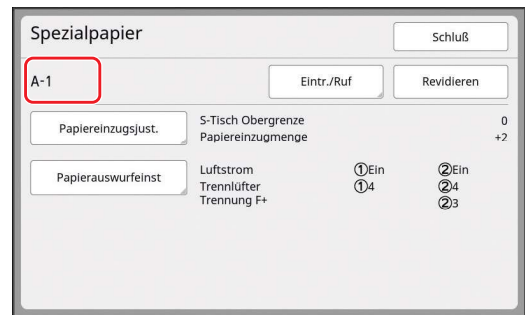 Spezialpapier Schluß
A-1 Eintr./Ruf Revidieren
Papiereinzugsjust. S-Tisch Obergrenze 0
Papiereinzugmenge +2
Papierauswurfeinst Luftstrom ①Ein ②Ein
Trennlüfter ①4 ②4
Trennung F+ ②3